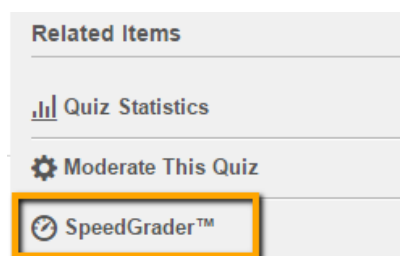 Related Items
Quiz Statistics
Moderate This Quiz
SpeedGrader™